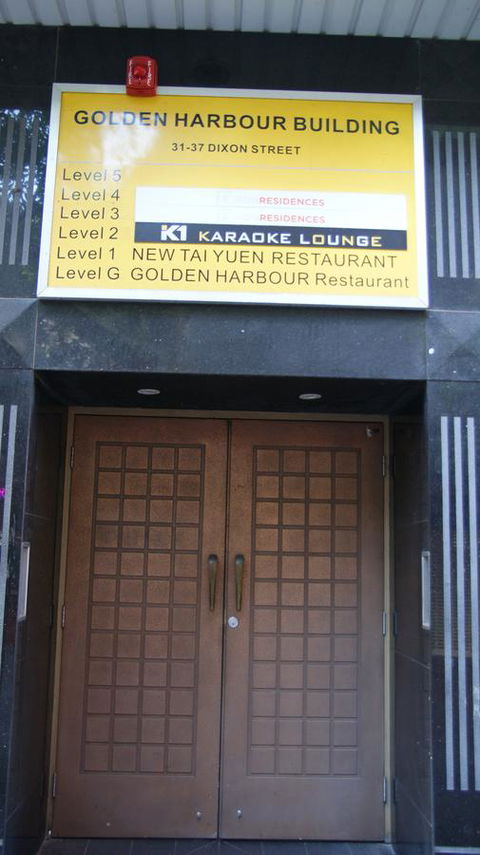 GOLDEN HARBOUR BUILDING
31-37 DIXON STREET
Level 5
Level 4 RESIDENCES
Level 3 RESIDENCES
Level 2 K1 KARAOKE LOUNGE
Level 1 NEW TAI YUEN RESTAURANT
Level G GOLDEN HARBOUR Restaurant